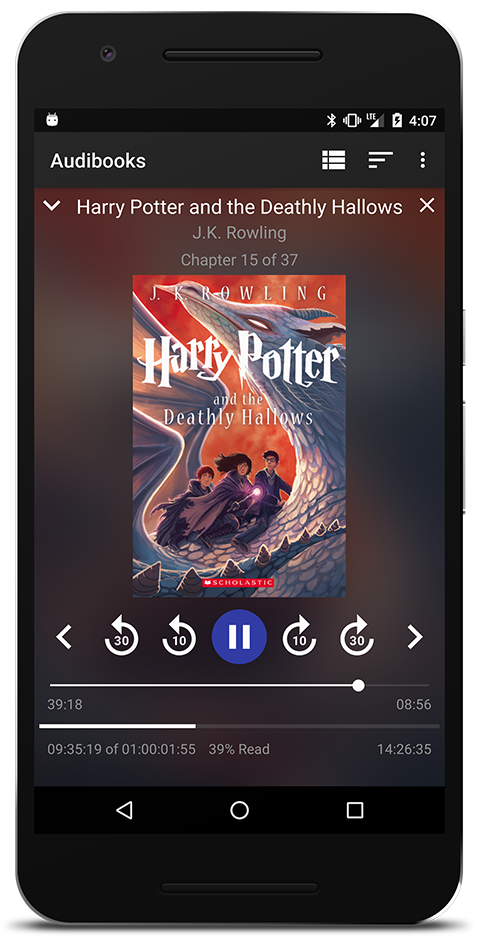 LTE 4:07
Audibooks
Harry Potter and the Deathly Hallows
J.K. Rowling
Chapter 15 of 37
J. K. ROWLING
Harry Potter
and the
Deathly Hallows
SCHOLASTIC
30 10 10 30
39:18 08:56
09:35:19 of 01:00:01:55 39% Read 14:26:35